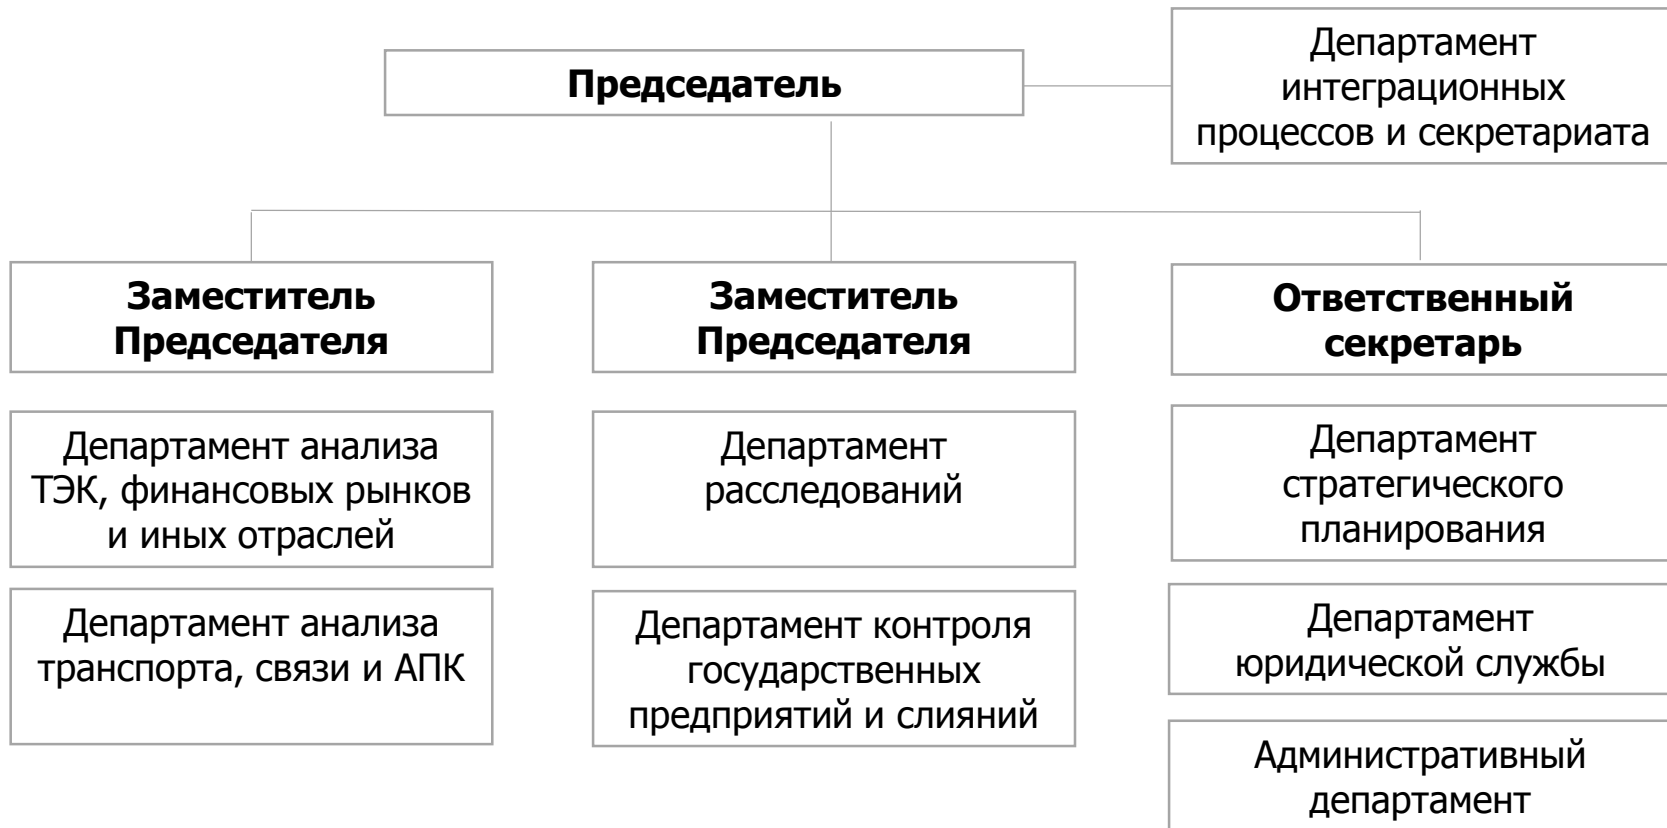 Председатель
Департамент
интеграционных
процессов и секретариата
Заместитель
Председателя
Заместитель
Председателя
Ответственный
секретарь
Департамент анализа
ТЭК, финансовых рынков
и иных отраслей
Департамент
расследований
Департамент
стратегического
планирования
Департамент анализа
транспорта, связи и АПК
Департамент контроля
государственных
предприятий и слияний
Департамент
юридической службы
Административный
департамент